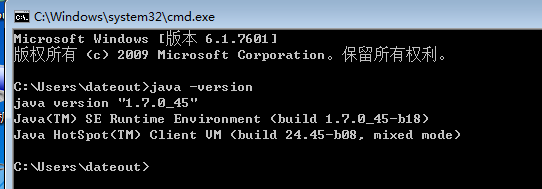 C:\Windows\system32\cmd.exe
Microsoft Windows [版本 6.1.7601]
版权所有 (c) 2009 Microsoft Corporation。保留所有权利。
C:\Users\dateout>java -version
java version "1.7.0_45"
Java(TM) SE Runtime Environment (build 1.7.0_45-b18)
Java HotSpot(TM) Client VM (build 24.45-b08, mixed mode)
C:\Users\dateout>